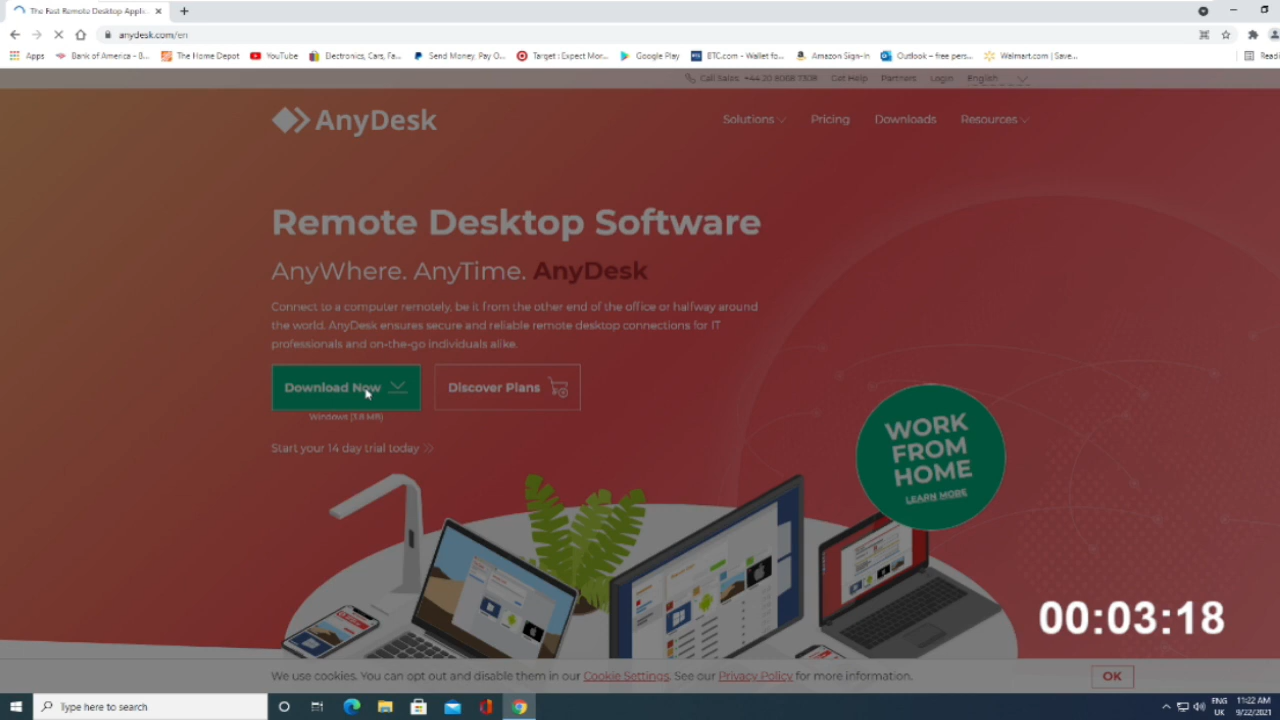 The Fast Remote Desktop Appli..
anydesk.com/en
Apps
Bank of America – B...
The Home Depot
YouTube
Electronics, Cars, Fa...
Send Money, Pay O...
Target : Expect Mor...
Google Play
BTC.com - Wallet fo...
Amazon Sign-In
Outlook – free pers...
Walmart.com | Save...
Call Sales: +44 20 8068 7308
Get Help
Partners
Login
English
AnyDesk
Solutions
Pricing
Downloads
Resources
Remote Desktop Software
AnyWhere. AnyTime. AnyDesk
Connect to a computer remotely, be it from the other end of the office or halfway around
the world. AnyDesk ensures secure and reliable remote desktop connections for IT
professionals and on-the-go individuals alike.
Download Now
Discover Plans
Windows (3.8 MB)
Start your 14 day trial today
WORK
FROM
HOME
LEARN MORE
00:03:18
We use cookies. You can opt out and disable them in our Cookie Settings. See our Privacy Policy for more information.
OK
Type here to search
ENG
UK
11:22 AM
9/22/2021